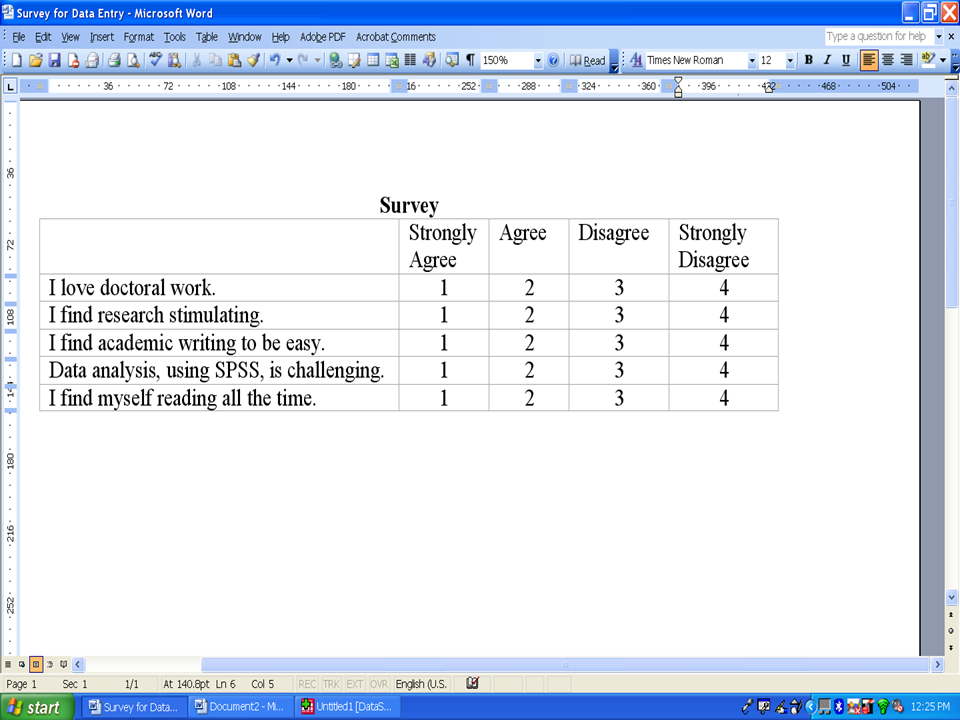 Survey for Data Entry - Microsoft Word
File Edit View Insert Format Tools Table Window Help Adobe PDF Acrobat Comments Type a question for help
150% Read Times New Roman 12 B I U
36 72 108 144 180 16 252 288 324 360 396 432 468 504
Survey
Strongly Agree Disagree Strongly
Agree Disagree
I love doctoral work. 1 2 3 4
I find research stimulating. 1 2 3 4
I find academic writing to be easy. 1 2 3 4
Data analysis, using SPSS, is challenging. 1 2 3 4
I find myself reading all the time. 1 2 3 4
36
72
108
144
180
216
252
Page 1 Sec 1 1/1 At 140.8pt Ln 6 Col 5 REC TRK EXT OVR English (U.S.
start Survey for Data... Document2 - Mi... Untitled1 [DataS... 12:25 PM